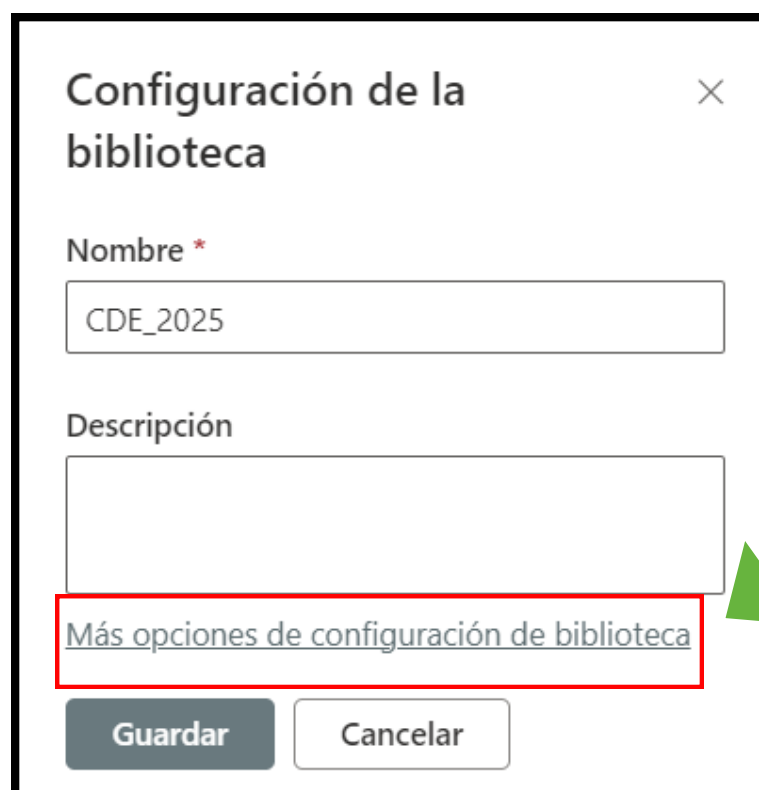 Configuración de la
biblioteca
Nombre *
CDE_2025
Descripción
Más opciones de configuración de biblioteca
Guardar Cancelar